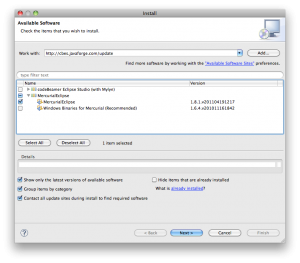 Install
Available Software
Check the items that you wish to install.
Work with: http://cbes.javaforge.com/update
Add...
Find more software by working with the 'Available Software Sites' preferences.
type filter text
Name Version
codeBeamer Eclipse Studio (with Mylyn)
MercurialEclipse
MercurialEclipse 1.8.1.v201104191217
Windows Binaries for Mercurial (Recommended) 1.6.4.v201011101842
Select All Deselect All 1 item selected
Details
Show only the latest versions of available software Hide items that are already installed
Group items by category What is already installed?
Contact all update sites during install to find required software
? < Back Next > Cancel Finish